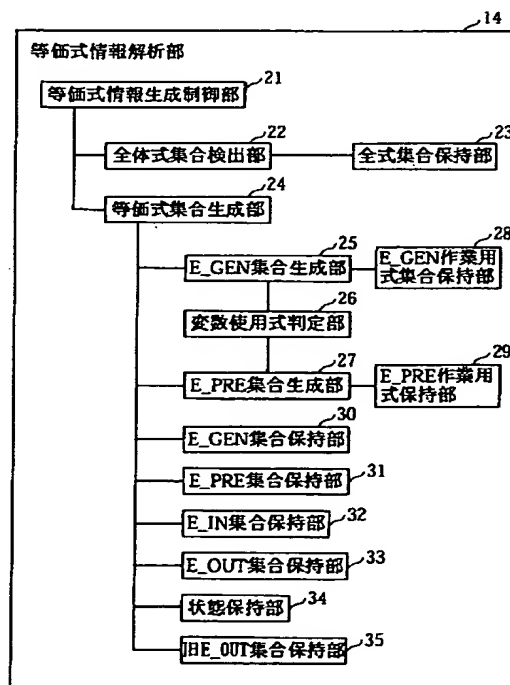 14
等価式情報解析部
21
等価式情報生成制御部
22
23
全体式集合検出部
全式集合保持部
24
等価式集合生成部
25
28
E_GEN集合生成部
E_GEN作業用
式集合保持部
26
変数使用式判定部
27
29
E_PRE集合生成部
E_PRE作業用
式保持部
30
E_GEN集合保持部
31
E_PRE集合保持部
32
E_IN集合保持部
33
E_OUT集合保持部
34
状態保持部
35
JHE_OUT集合保持部